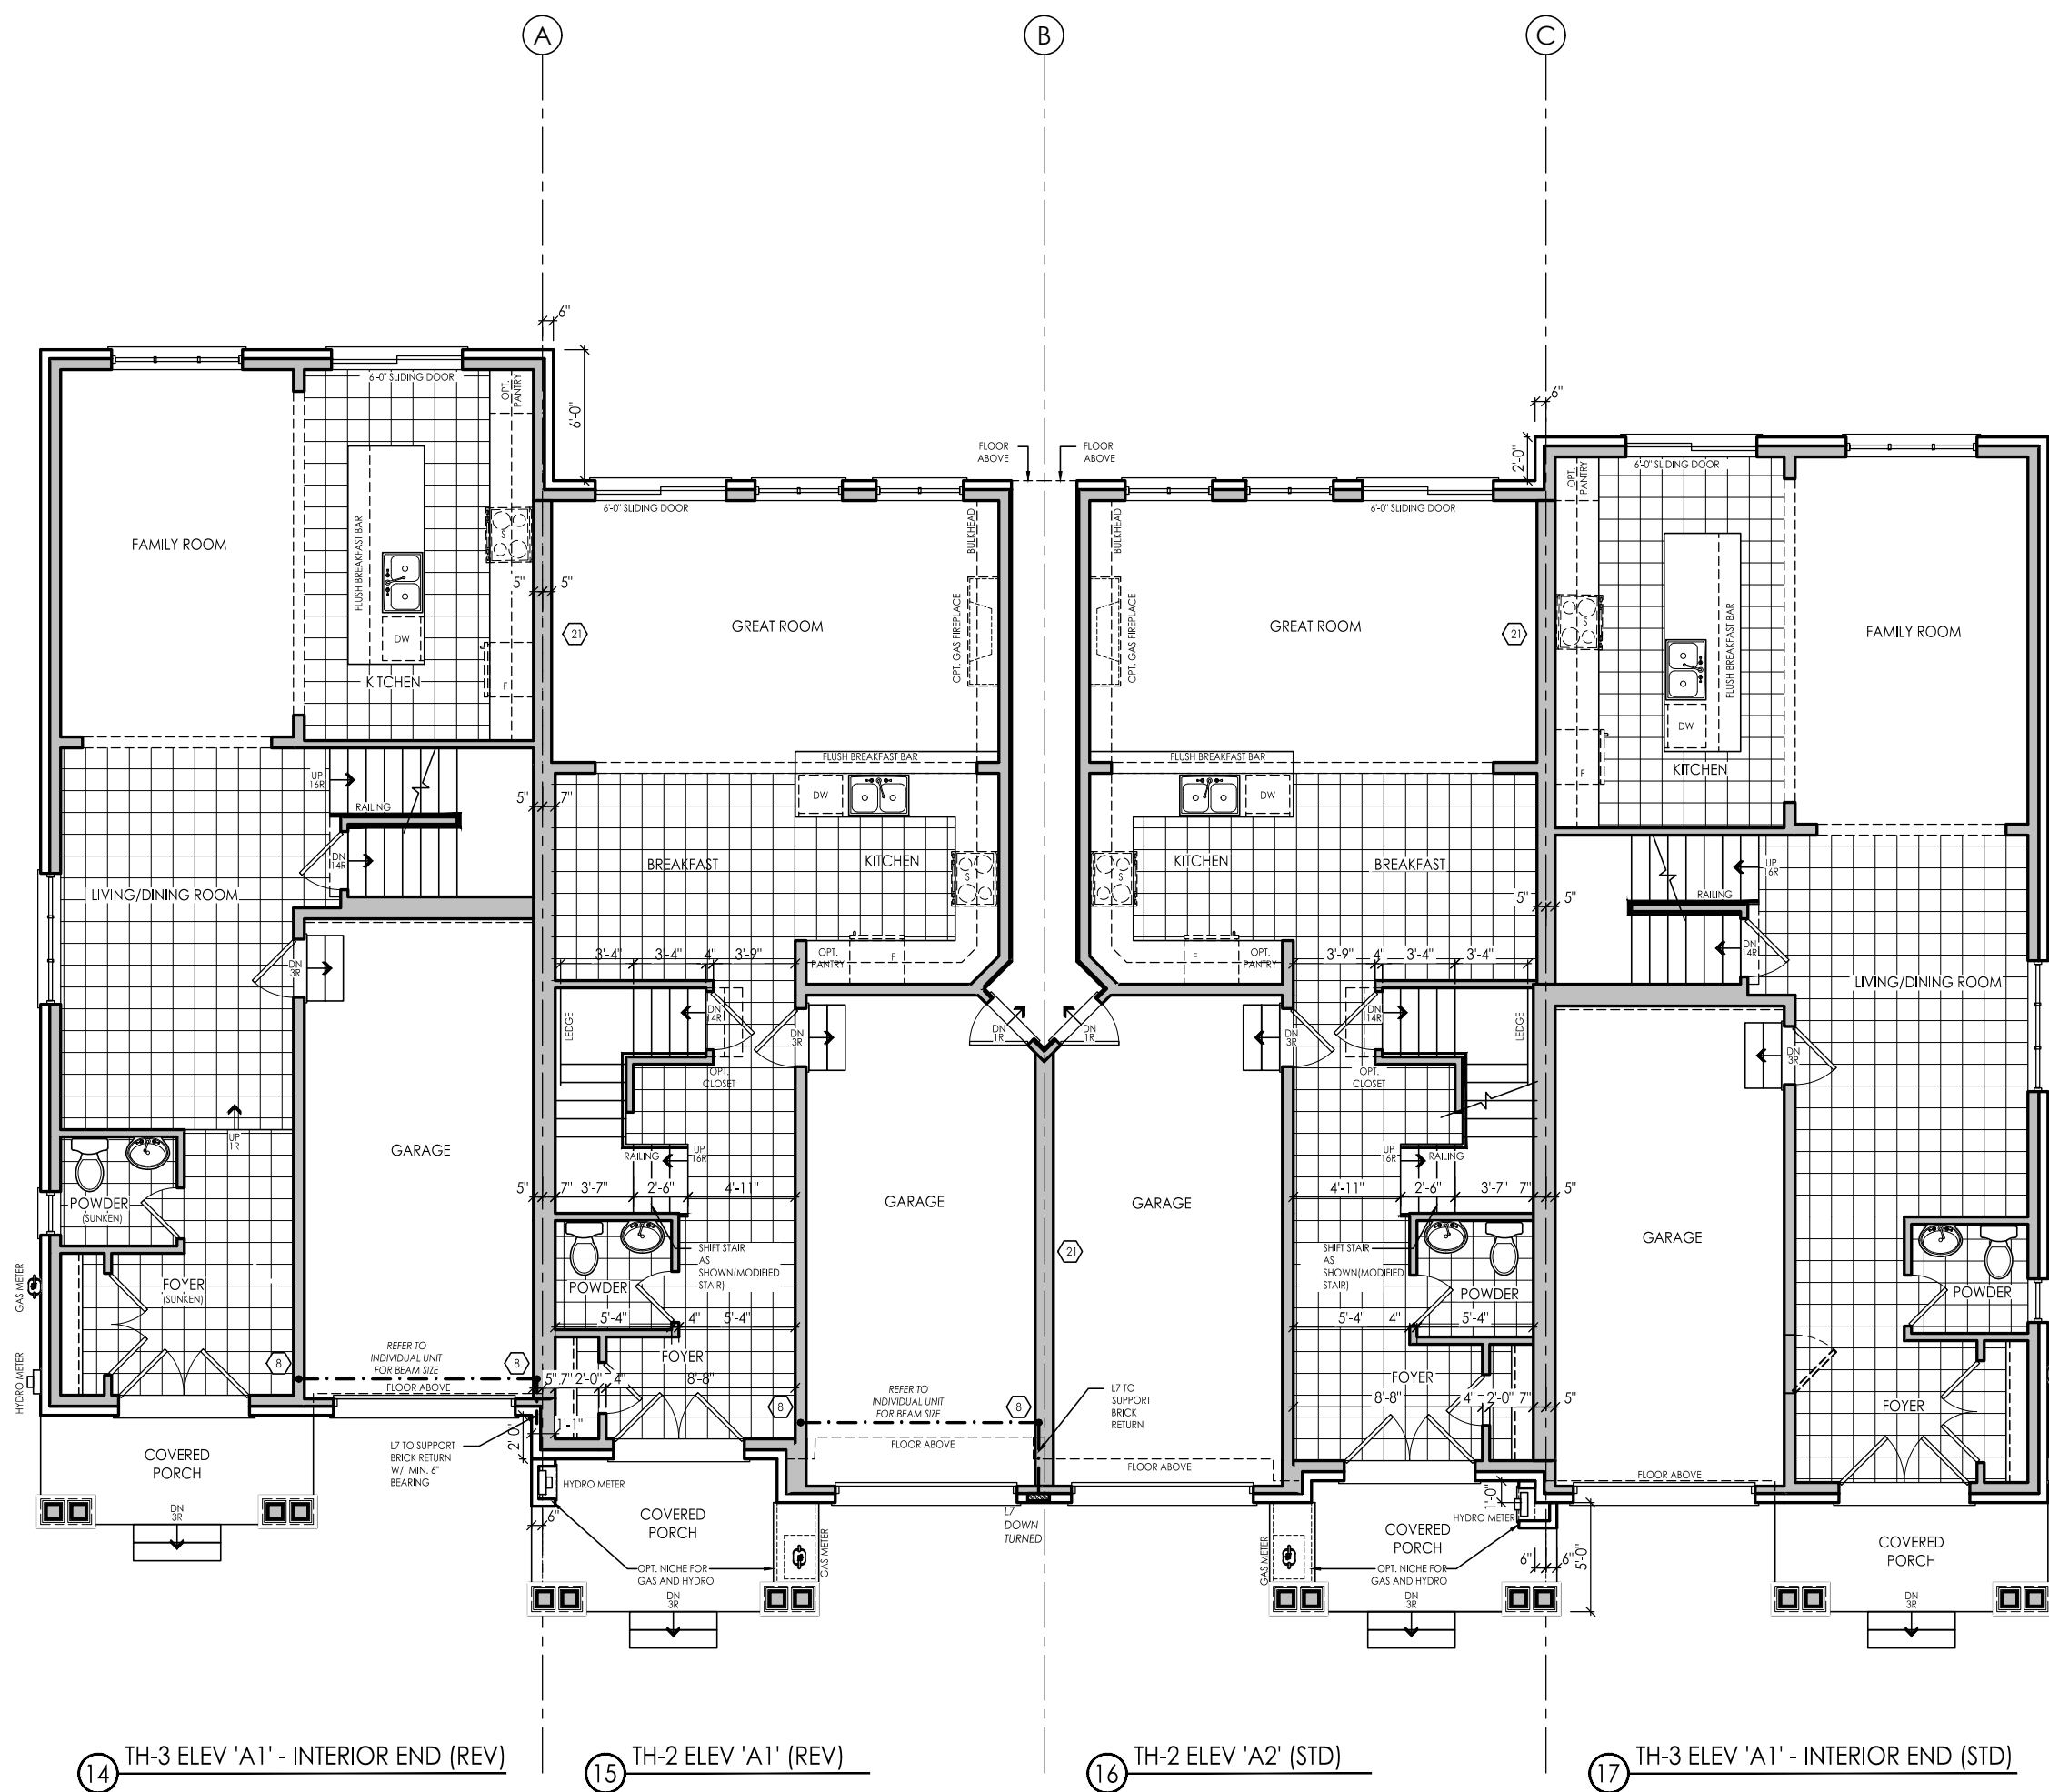 A
B
C
6"
6'-0"
6'-0" SLIDING DOOR
OPT.
PANTRY
FAMILY ROOM
FLUSH BREAKFAST BAR
S
DW
KITCHEN
F
5"
5"
21
UP
16R
RAILING
DN
14R
LIVING/DINING ROOM
DN
3R
UP
1R
GARAGE
POWDER
(SUNKEN)
FOYER
(SUNKEN)
GAS METER
HYDRO METER
8
REFER TO
INDIVIDUAL UNIT
FOR BEAM SIZE
8
FLOOR ABOVE
COVERED
PORCH
DN
3R
L7 TO SUPPORT
BRICK RETURN
W/ MIN. 6"
BEARING
2'-0"
6'-0" SLIDING DOOR
FLOOR
ABOVE
BULKHEAD
GREAT ROOM
OPT. GAS FIREPLACE
FLUSH BREAKFAST BAR
DW
5"
7"
BREAKFAST
KITCHEN
S
3'-4"
3'-4"
4"
3'-9"
OPT.
PANTRY
F
LEDGE
DN
14R
DN
3R
DN
1R
OPT.
CLOSET
RAILING
UP
16R
5"
7"
3'-7"
2'-6"
4'-11"
GARAGE
SHIFT STAIR
AS
SHOWN(MODIFIED
STAIR)
POWDER
5'-4"
4"
5'-4"
FOYER
5"
7"
2'-0"
4"
8'-8"
1'-1"
8
REFER TO
INDIVIDUAL UNIT
FOR BEAM SIZE
8
FLOOR ABOVE
L7 TO
SUPPORT
BRICK
RETURN
HYDRO METER
6"
COVERED
PORCH
OPT. NICHE FOR
GAS AND HYDRO
GAS METER
DN
3R
L7
DOWN
TURNED
FLOOR
ABOVE
BULKHEAD
6'-0" SLIDING DOOR
OPT. GAS FIREPLACE
GREAT ROOM
21
FLUSH BREAKFAST BAR
DW
KITCHEN
BREAKFAST
S
5"
5"
OPT.
PANTRY
F
3'-9"
4"
3'-4"
3'-4"
DN
1R
DN
3R
DN
14R
LEDGE
OPT.
CLOSET
UP
16R
RAILING
4'-11"
2'-6"
3'-7"
7"
5"
GARAGE
21
SHIFT STAIR
AS
SHOWN(MODIFIED
STAIR)
POWDER
5'-4"
4"
5'-4"
FOYER
8'-8"
4"
2'-0"
7"
5"
FLOOR ABOVE
1'-0"
HYDRO METER
GAS METER
COVERED
PORCH
OPT. NICHE FOR
GAS AND HYDRO
6"
6"
5'-0"
DN
3R
6"
2'-0"
6'-0" SLIDING DOOR
OPT.
PANTRY
S
FLUSH BREAKFAST BAR
FAMILY ROOM
DW
KITCHEN
F
UP
16R
RAILING
DN
14R
LIVING/DINING ROOM
DN
3R
GARAGE
POWDER
FOYER
FLOOR ABOVE
COVERED
PORCH
DN
3R
14 TH-3 ELEV 'A1' - INTERIOR END (REV)
15 TH-2 ELEV 'A1' (REV)
16 TH-2 ELEV 'A2' (STD)
17 TH-3 ELEV 'A1' - INTERIOR END (STD)